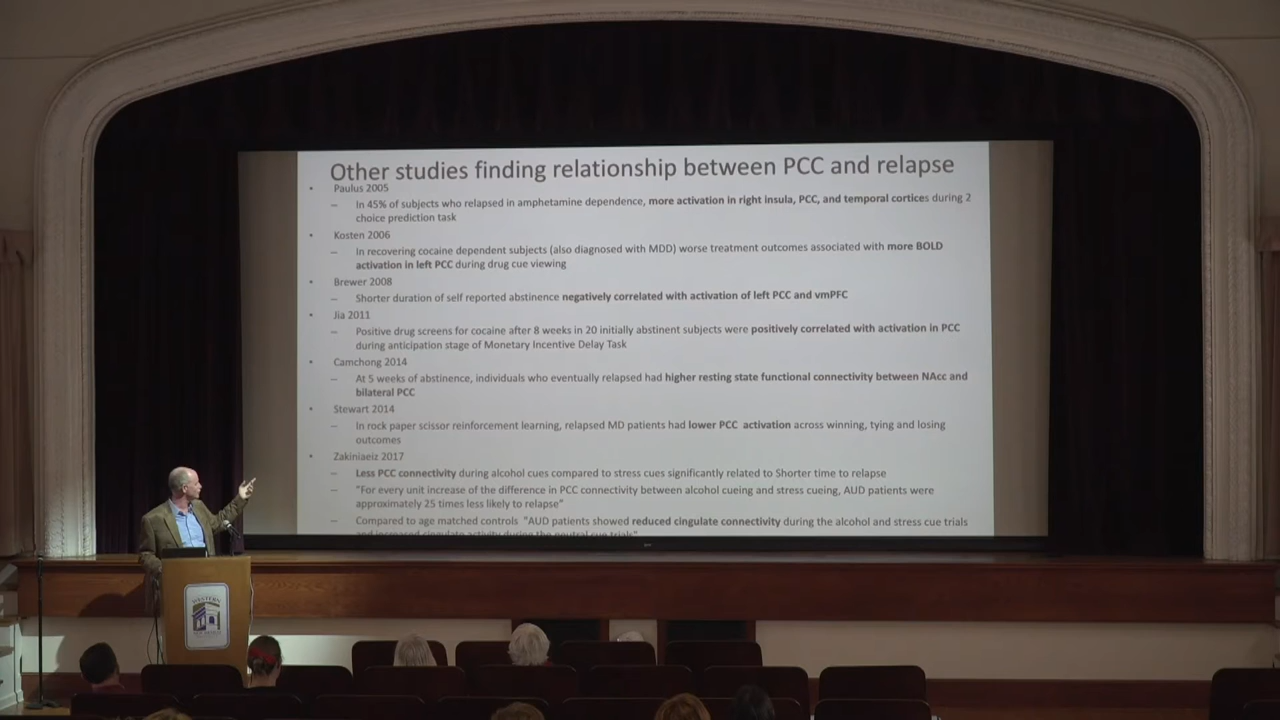 Other studies finding relationship between PCC and relapse
• Paulus 2005
– In 45% of subjects who relapsed in amphetamine dependence, more activation in right insula, PCC, and temporal cortices during 2
choice prediction task
• Kosten 2006
– In recovering cocaine dependent subjects (also diagnosed with MDD) worse treatment outcomes associated with more BOLD
activation in left PCC during drug cue viewing
• Brewer 2008
– Shorter duration of self reported abstinence negatively correlated with activation of left PCC and vmPFC
• Jia 2011
– Positive drug screens for cocaine after 8 weeks in 20 initially abstinent subjects were positively correlated with activation in PCC
during anticipation stage of Monetary Incentive Delay Task
• Camchong 2014
– At 5 weeks of abstinence, individuals who eventually relapsed had higher resting state functional connectivity between NAcc and
bilateral PCC
• Stewart 2014
– In rock paper scissor reinforcement learning, relapsed MD patients had lower PCC activation across winning, tying and losing
outcomes
• Zakiniaeiz 2017
– Less PCC connectivity during alcohol cues compared to stress cues significantly related to Shorter time to relapse
– "For every unit increase of the difference in PCC connectivity between alcohol cueing and stress cueing, AUD patients were
approximately 25 times less likely to relapse"
– Compared to age matched controls "AUD patients showed reduced cingulate connectivity during the alcohol and stress cue trials
and increased cingulate activity during the neutral cue trials"
WESTERN